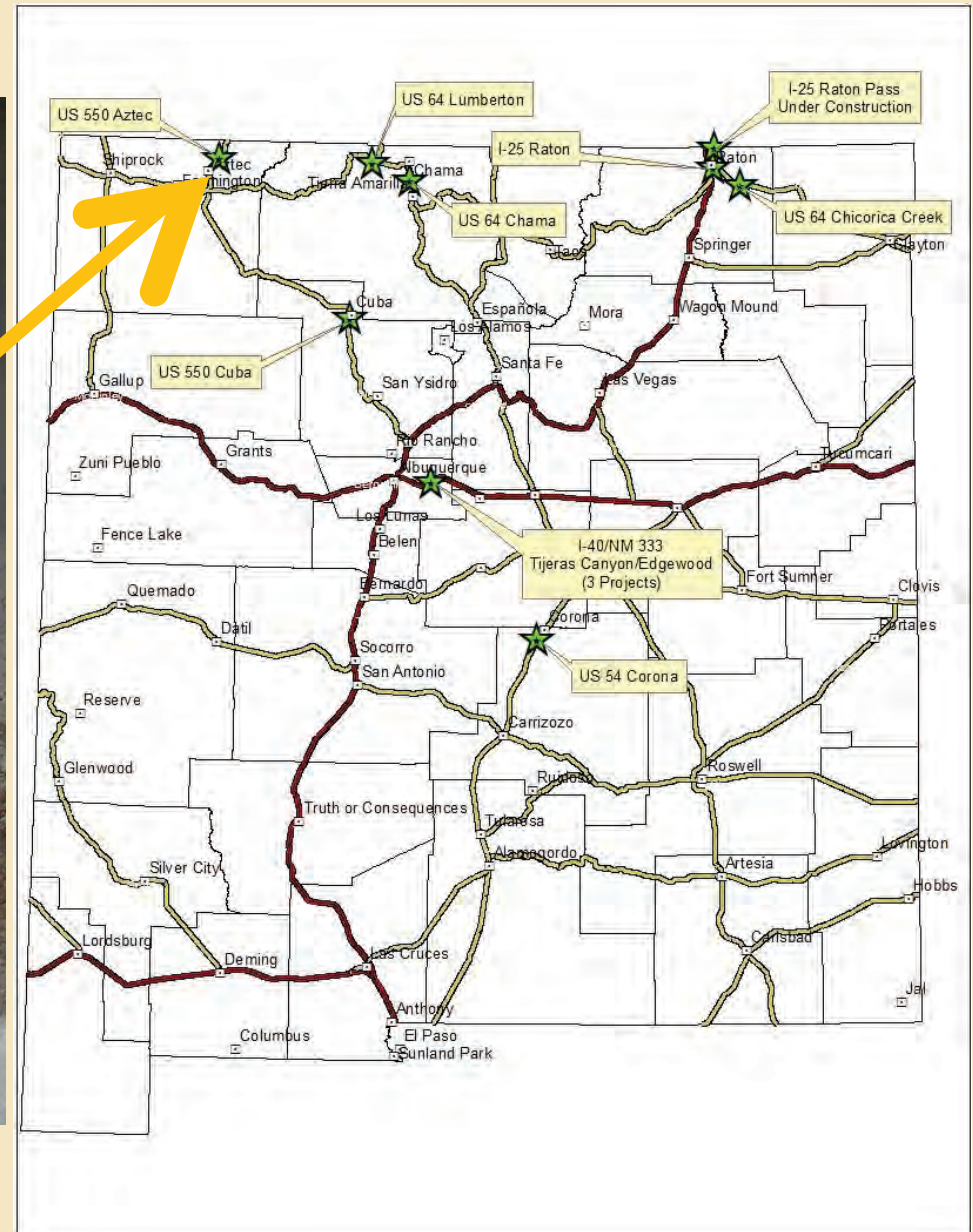 I-25 Raton Pass
Under Construction
US 64 Lumberton
US 550 Aztec
I-25 Raton
Raton
Shiprock
Aztec
Farmington
Tierra Amarilla
Chama
US 64 Chama
US 64 Chicorica Creek
Clayton
Taos
Springer
Cuba
Española
Mora
Wagon Mound
Los Alamos
US 550 Cuba
Santa Fe
Gallup
San Ysidro
Las Vegas
Rio Rancho
Grants
Tucumcari
Zuni Pueblo
Albuquerque
Los Lunas
Fence Lake
Belen
I-40/NM 333
Tijeras Canyon/Edgewood
(3 Projects)
Bernardo
Fort Sumner
Clovis
Quemado
Corona
Portales
Datil
Socorro
San Antonio
US 54 Corona
Reserve
Carrizozo
Glenwood
Ruidoso
Roswell
Truth or Consequences
Tularosa
Lovington
Silver City
Alamogordo
Artesia
Hobbs
Lordsburg
Las Cruces
Carlsbad
Deming
Jal
Anthony
Columbus
El Paso
Sunland Park